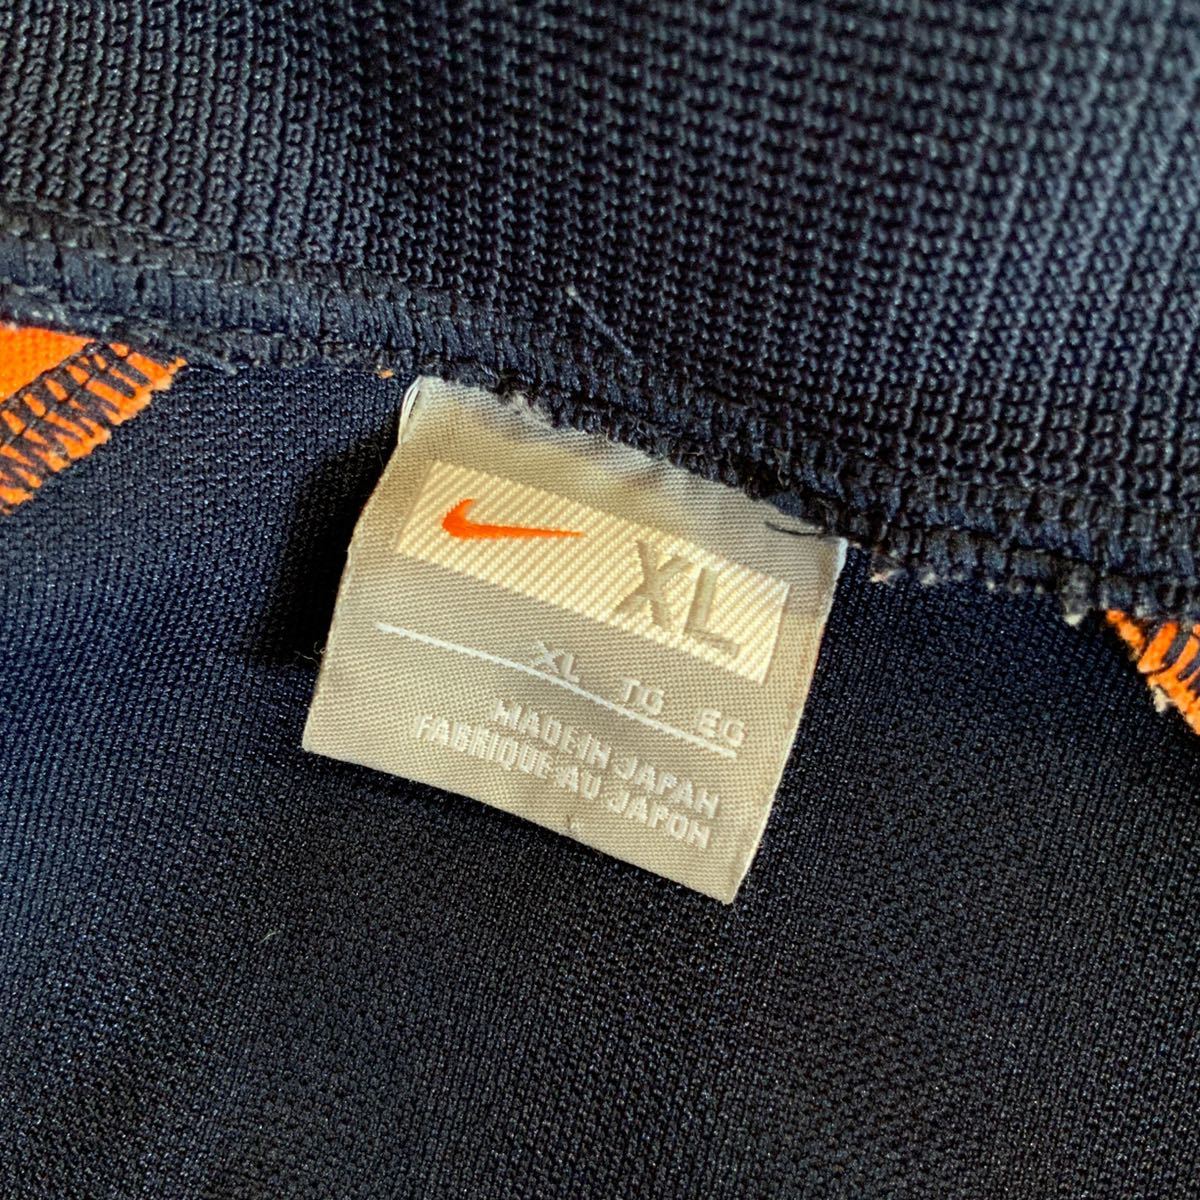 XL
XL TG EG
MADE IN JAPAN
FABRIQUE AU JAPON